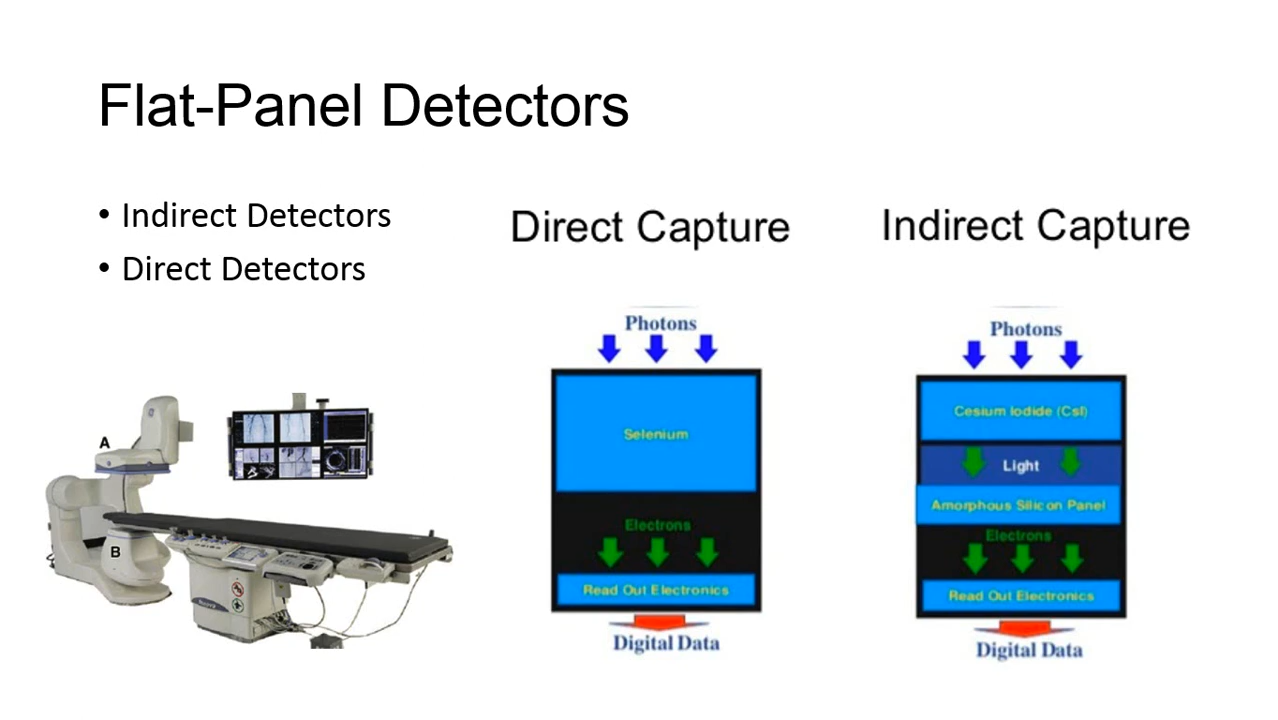 Flat-Panel Detectors
• Indirect Detectors
• Direct Detectors
A
B
Direct Capture
Photons
Selenium
Electrons
Read Out Electronics
Digital Data
Indirect Capture
Photons
Cesium Iodide (CsI)
Light
Amorphous Silicon Panel
Electrons
Read Out Electronics
Digital Data